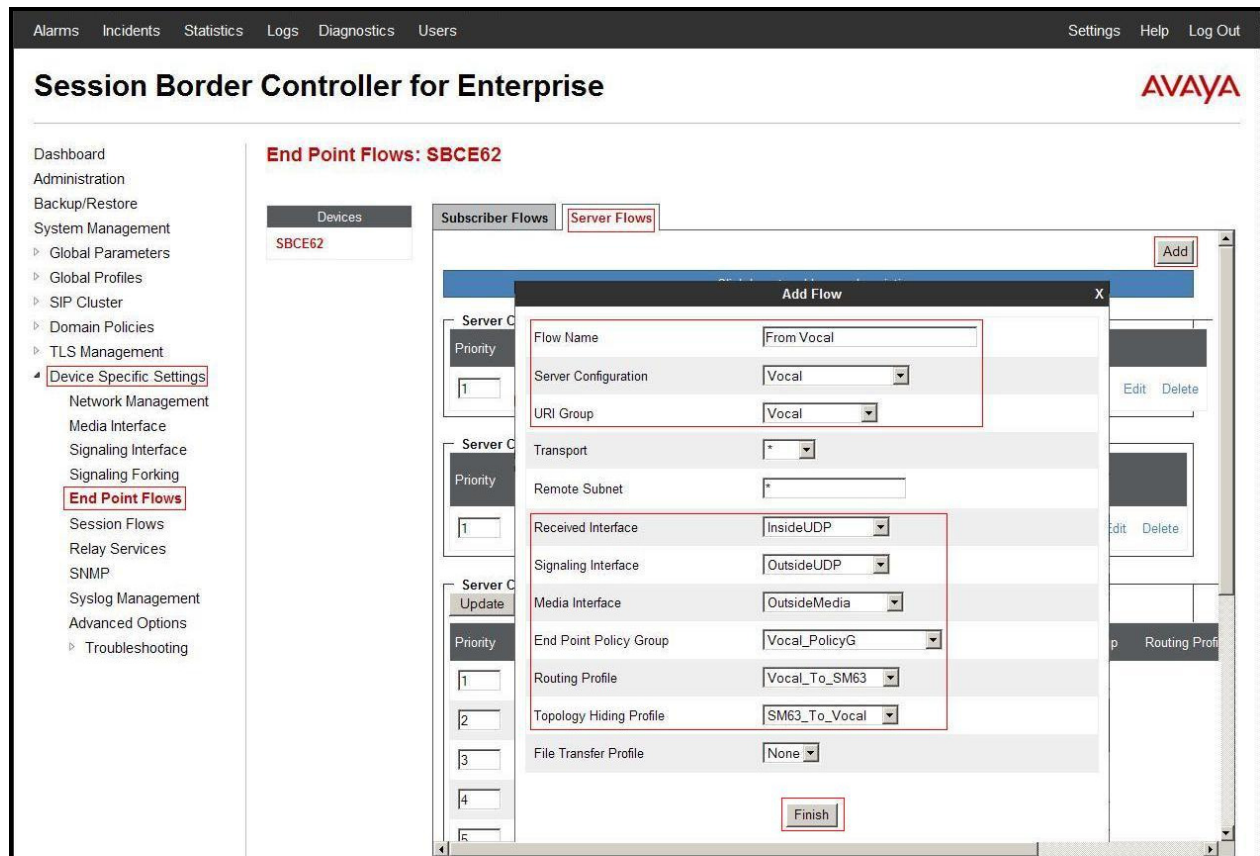 Alarms Incidents Statistics Logs Diagnostics Users Settings Help Log Out
Session Border Controller for Enterprise
AVAYA
Dashboard
Administration
Backup/Restore
System Management
Global Parameters
Global Profiles
SIP Cluster
Domain Policies
TLS Management
Device Specific Settings
Network Management
Media Interface
Signaling Interface
Signaling Forking
End Point Flows
Session Flows
Relay Services
SNMP
Syslog Management
Advanced Options
Troubleshooting
End Point Flows: SBCE62
Devices
SBCE62
Subscriber Flows Server Flows
Add
Server C
Priority
1
Edit Delete
Server C
Priority
1
Edit Delete
Server C
Update
Priority
p Routing Profi
1
2
3
4
5
Add Flow X
Flow Name From Vocal
Server Configuration Vocal
URI Group Vocal
Transport *
Remote Subnet *
Received Interface InsideUDP
Signaling Interface OutsideUDP
Media Interface OutsideMedia
End Point Policy Group Vocal_PolicyG
Routing Profile Vocal_To_SM63
Topology Hiding Profile SM63_To_Vocal
File Transfer Profile None
Finish